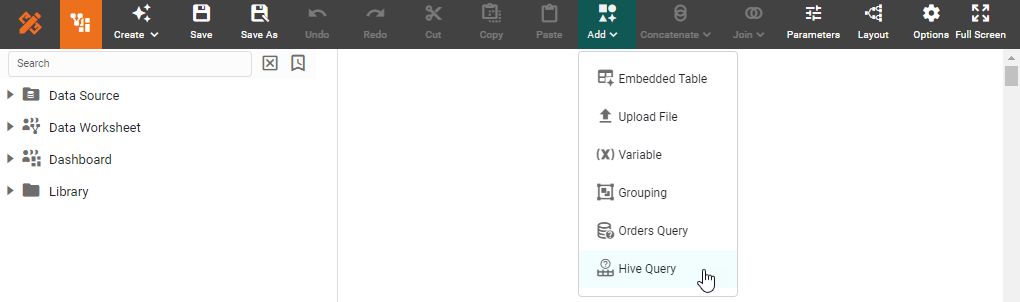 Create Save Save As Undo Redo Cut Copy Paste Add Concatenate Join Parameters Layout Options Full Screen
Search
Data Source
Data Worksheet
Dashboard
Library
Embedded Table
Upload File
(X) Variable
Grouping
Orders Query
Hive Query